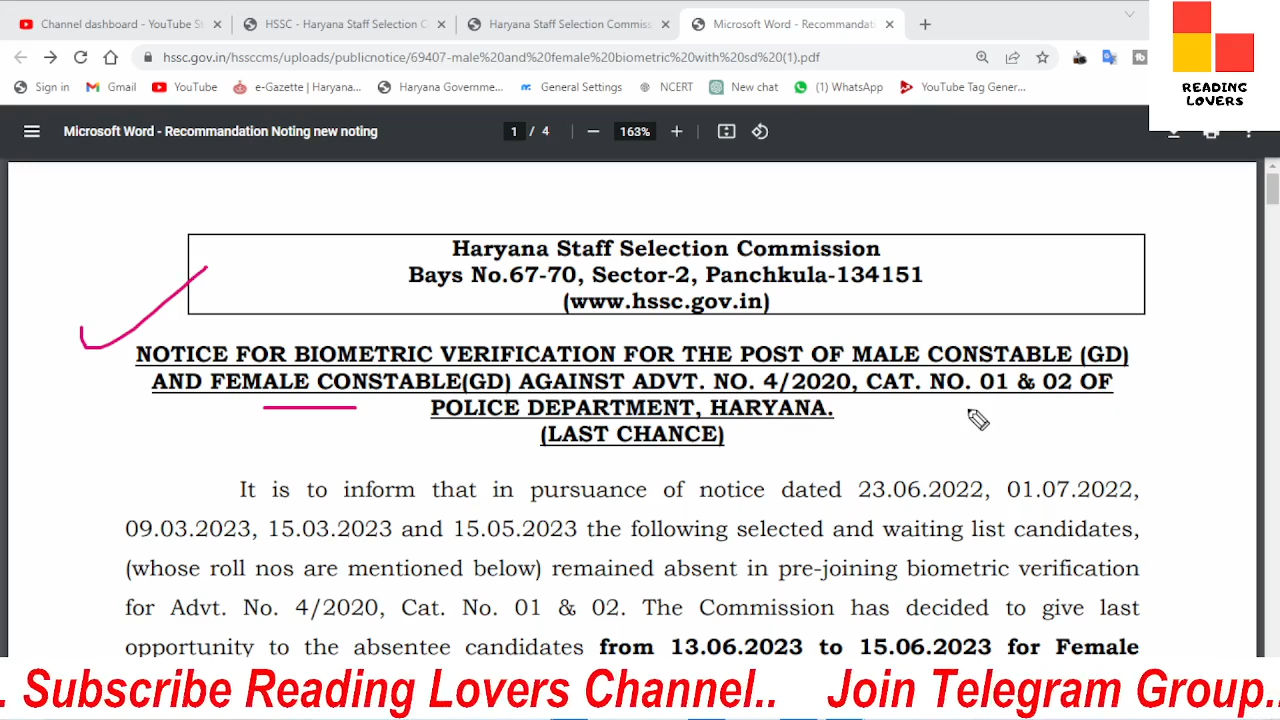 Channel dashboard - YouTube St
HSSC - Haryana Staff Selection C
Haryana Staff Selection Commiss
Microsoft Word - Recommandati
READING
LOVERS
hssc.gov.in/hssccms/uploads/publicnotice/69407-male%20and%20female%20biometric%20with%20sd%20(1).pdf
Sign in
Gmail
YouTube
e-Gazette | Haryana...
Haryana Governme...
General Settings
NCERT
New chat
(1) WhatsApp
YouTube Tag Gener...
Microsoft Word - Recommandation Noting new noting
1 / 4
163%
Haryana Staff Selection Commission
Bays No.67-70, Sector-2, Panchkula-134151
(www.hssc.gov.in)
NOTICE FOR BIOMETRIC VERIFICATION FOR THE POST OF MALE CONSTABLE (GD)
AND FEMALE CONSTABLE(GD) AGAINST ADVT. NO. 4/2020, CAT. NO. 01 & 02 OF
POLICE DEPARTMENT, HARYANA.
(LAST CHANCE)
It is to inform that in pursuance of notice dated 23.06.2022, 01.07.2022,
09.03.2023, 15.03.2023 and 15.05.2023 the following selected and waiting list candidates,
(whose roll nos are mentioned below) remained absent in pre-joining biometric verification
for Advt. No. 4/2020, Cat. No. 01 & 02. The Commission has decided to give last
opportunity to the absentee candidates from 13.06.2023 to 15.06.2023 for Female
. Subscribe Reading Lovers Channel.. Join Telegram Group..